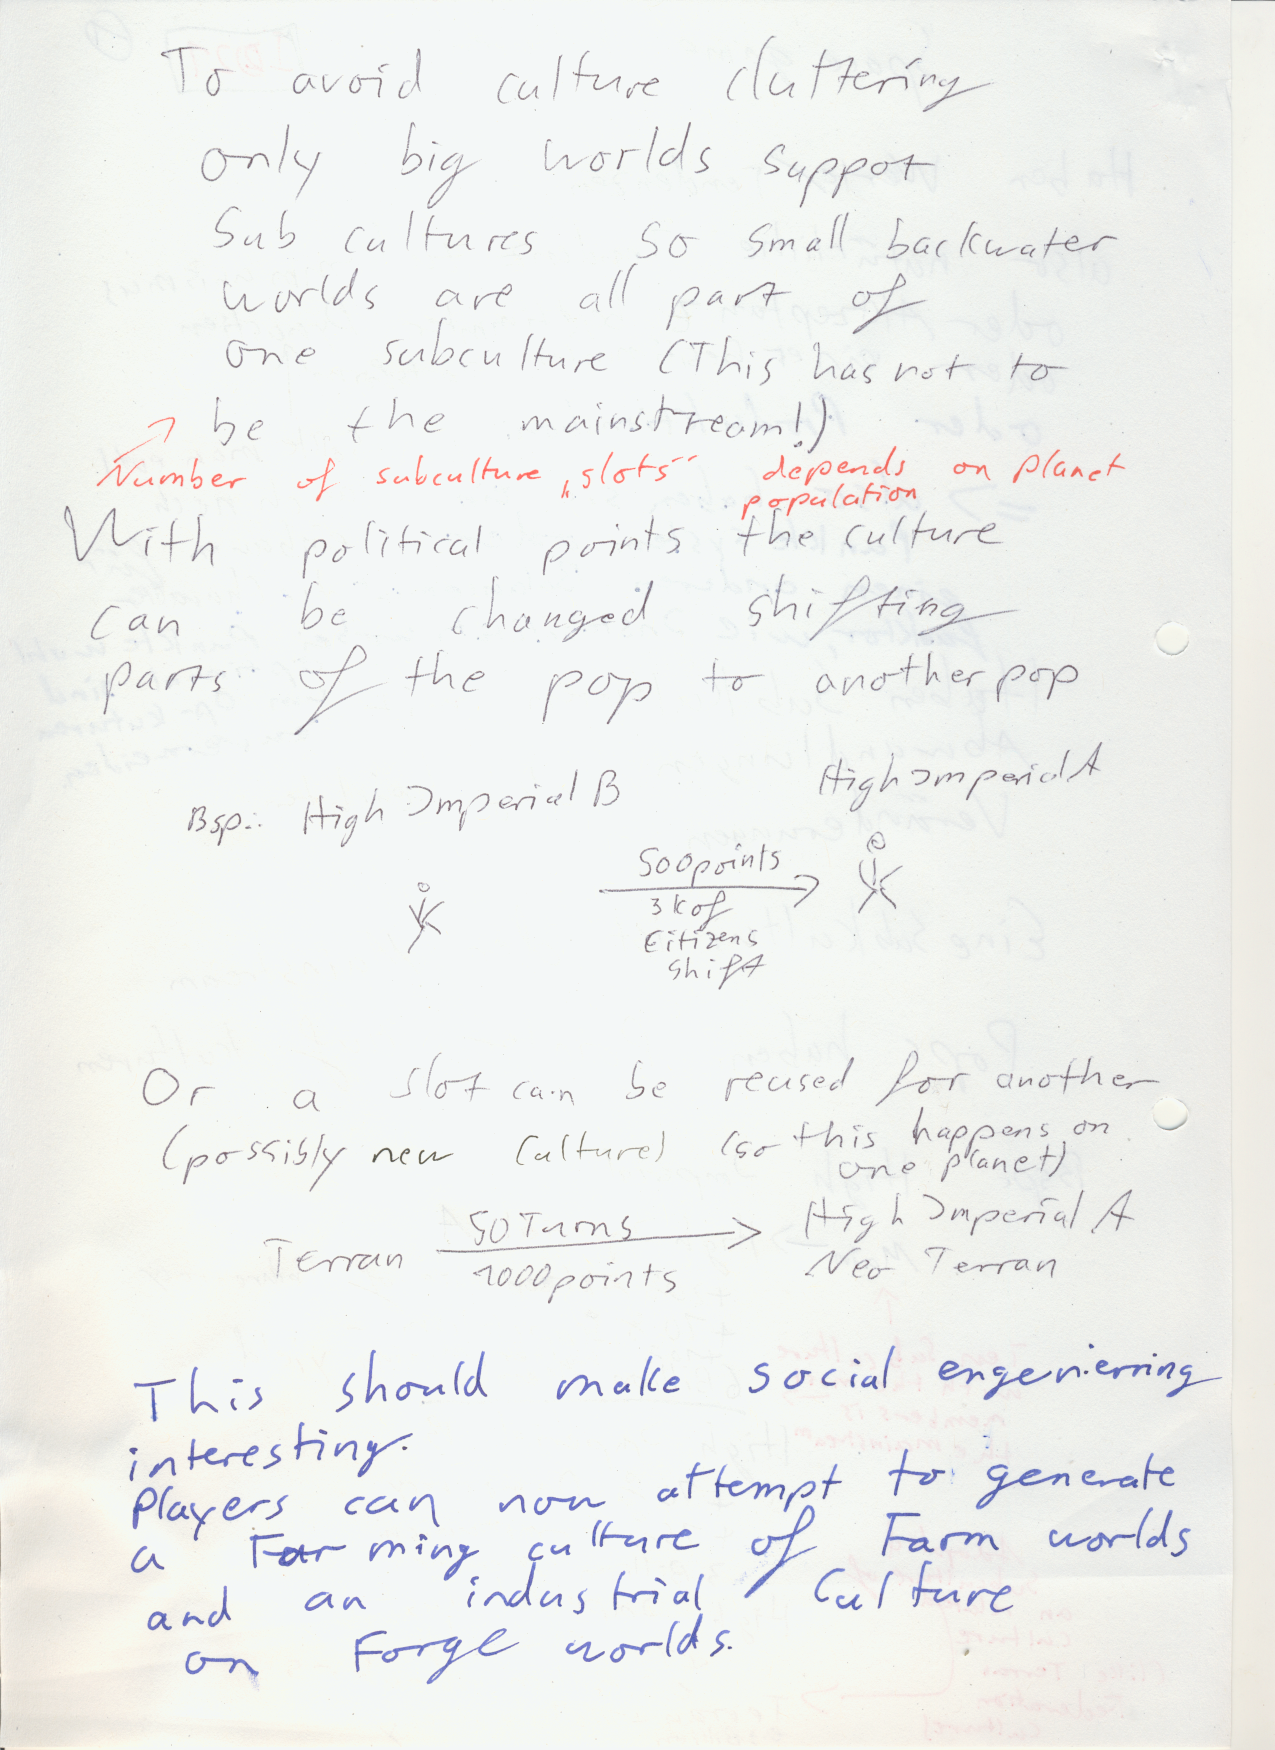 To avoid culture cluttering
only big worlds suppot
Sub cultures so small backwater
worlds are all part of
one subculture (This has not to
be the mainstream!)
Number of subculture „slots“ depends on planet
population
With political points the culture
can be changed shifting
parts of the pop to another pop
High Imperial A
Bsp.: High Imperial B
500 points
3k of
Citizens
shift
Or a slot can be reused for another
(possibly new Culture) (so this happens on
one planet)
50 Turns
High Imperial A
Terran
1000 points
Neo Terran
This should make social engenierring
interesting.
Players can now attempt to generate
a Farming culture of Farm worlds
and an industrial Culture
on Forge worlds.